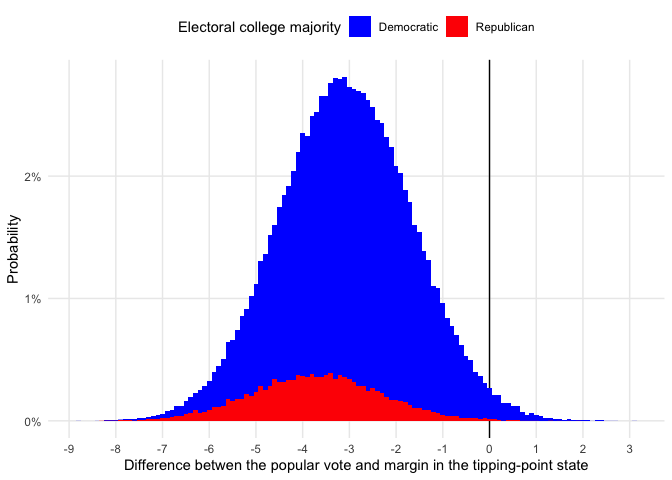 Electoral college majority Democratic Republican
Probability
2%
1%
0%
-9 -8 -7 -6 -5 -4 -3 -2 -1 0 1 2 3
Difference betwen the popular vote and margin in the tipping-point state